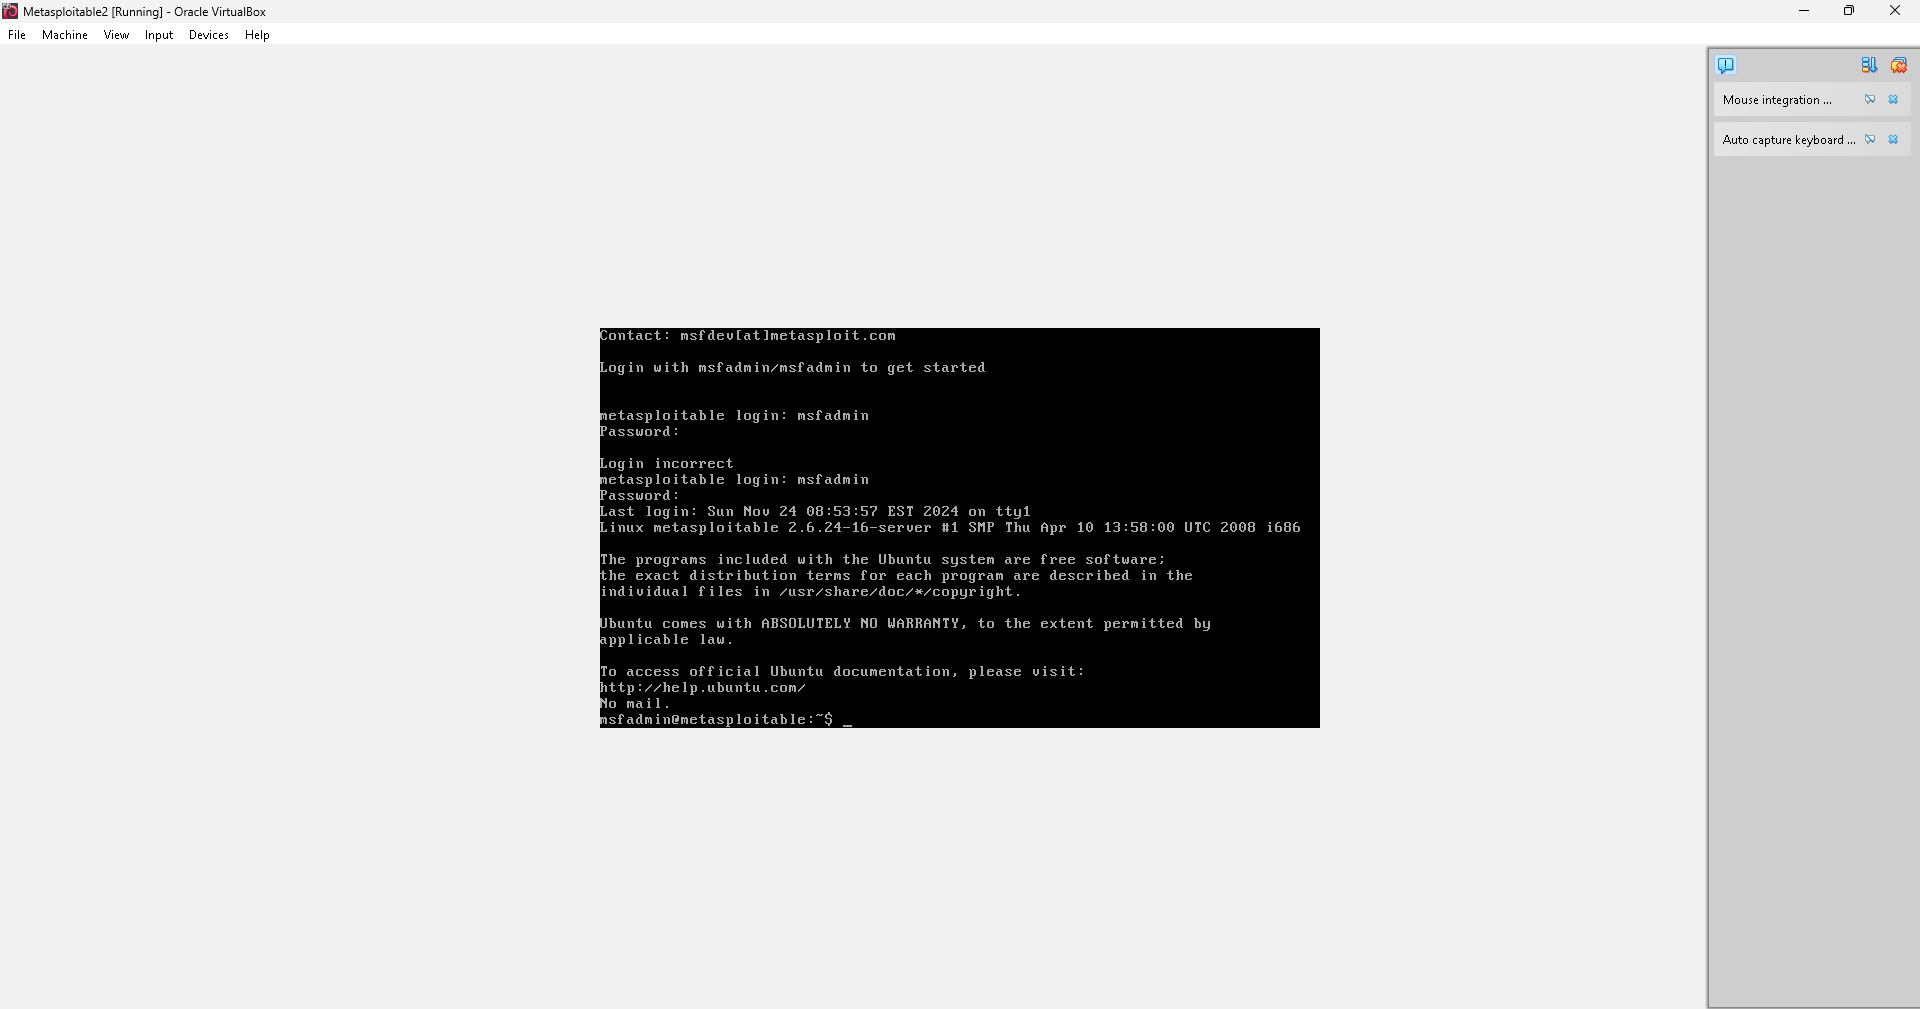 Metasploitable2 [Running] - Oracle VirtualBox
File Machine View Input Devices Help
Mouse integration ...
Auto capture keyboard ...
Contact: msfdev[at]metasploit.com
Login with msfadmin/msfadmin to get started
metasploitable login: msfadmin
Password:
Login incorrect
metasploitable login: msfadmin
Password:
Last login: Sun Nov 24 08:53:57 EST 2024 on tty1
Linux metasploitable 2.6.24-16-server #1 SMP Thu Apr 10 13:58:00 UTC 2008 i686
The programs included with the Ubuntu system are free software;
the exact distribution terms for each program are described in the
individual files in /usr/share/doc/*/copyright.
Ubuntu comes with ABSOLUTELY NO WARRANTY, to the extent permitted by
applicable law.
To access official Ubuntu documentation, please visit:
http://help.ubuntu.com/
No mail.
msfadmin@metasploitable:~$ _